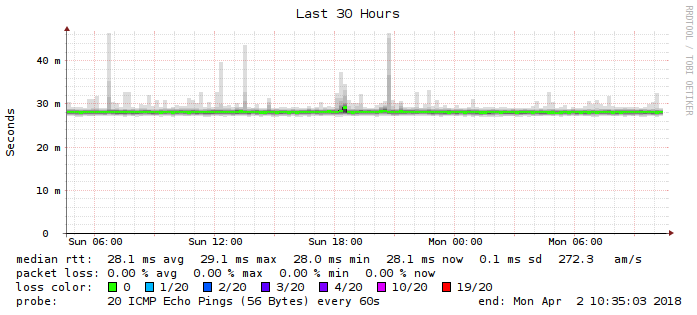 Last 30 Hours
RRDTOOL / TOBI OETIKER
Seconds
40 m
30 m
20 m
10 m
0
Sun 06:00 Sun 12:00 Sun 18:00 Mon 00:00 Mon 06:00
median rtt: 28.1 ms avg 29.1 ms max 28.0 ms min 28.1 ms now 0.1 ms sd 272.3 am/s
packet loss: 0.00 % avg 0.00 % max 0.00 % min 0.00 % now
loss color: 0 1/20 2/20 3/20 4/20 10/20 19/20
probe: 20 ICMP Echo Pings (56 Bytes) every 60s end: Mon Apr 2 10:35:03 2018